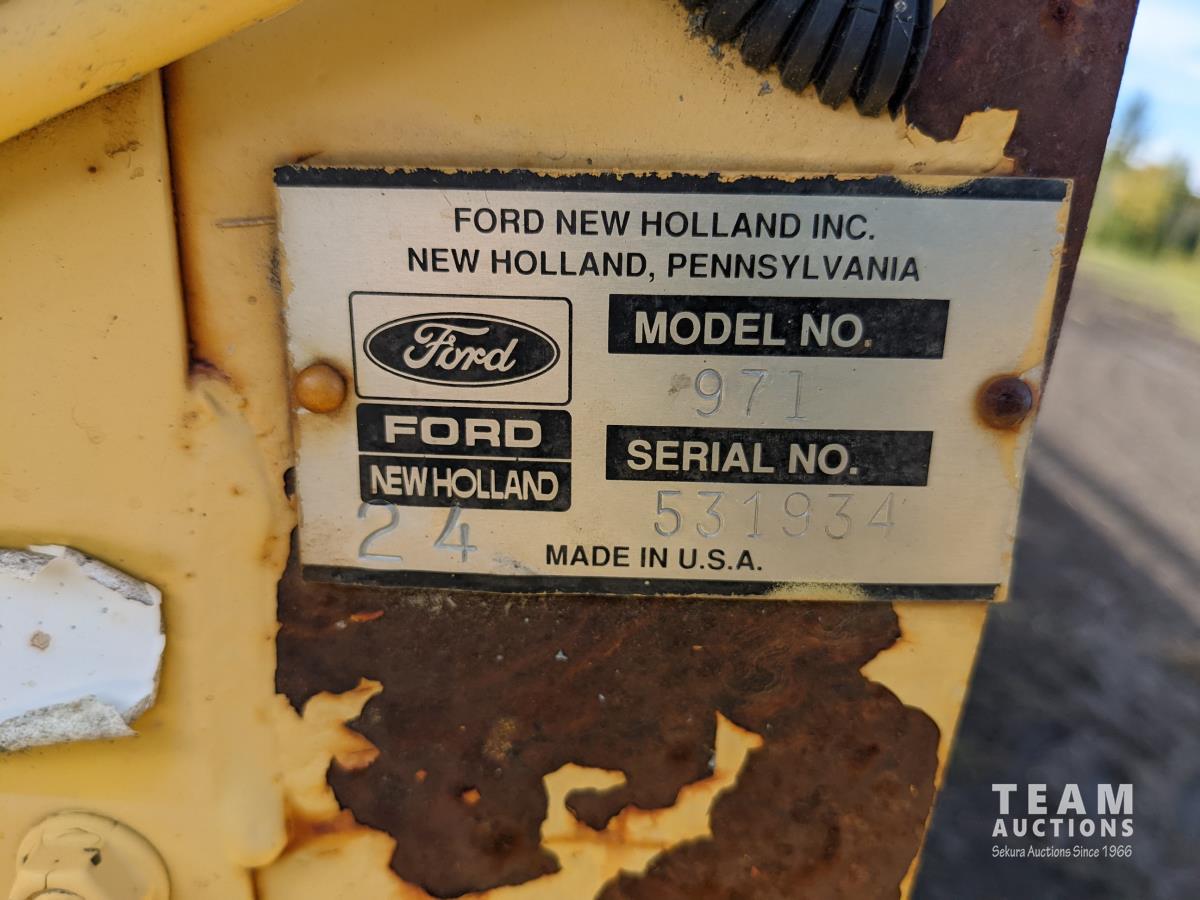 FORD NEW HOLLAND INC.
NEW HOLLAND, PENNSYLVANIA
Ford
FORD
NEW HOLLAND
24
MODEL NO.
971
SERIAL NO.
531934
MADE IN U.S.A.
TEAM
AUCTIONS
Sekura Auctions Since 1966